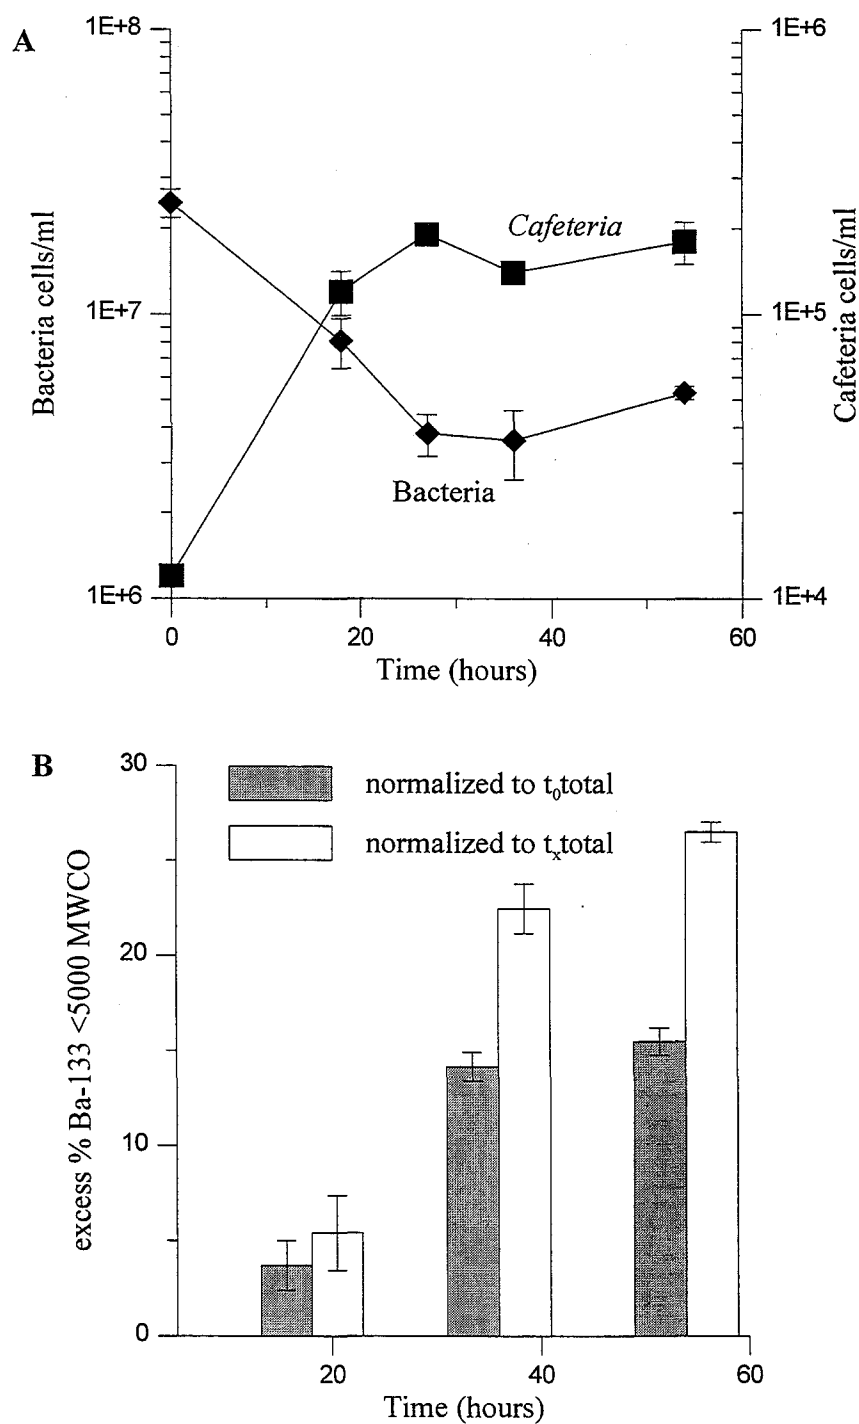 A
1E+8
1E+6
Bacteria cells/ml
Cafeteria cells/ml
Cafeteria
1E+7
1E+5
Bacteria
1E+6
1E+4
0 20 40 60
Time (hours)
B
30
normalized to t₀total
normalized to tₓtotal
excess % Ba-133 <5000 MWCO
20
10
0
20 40 60
Time (hours)